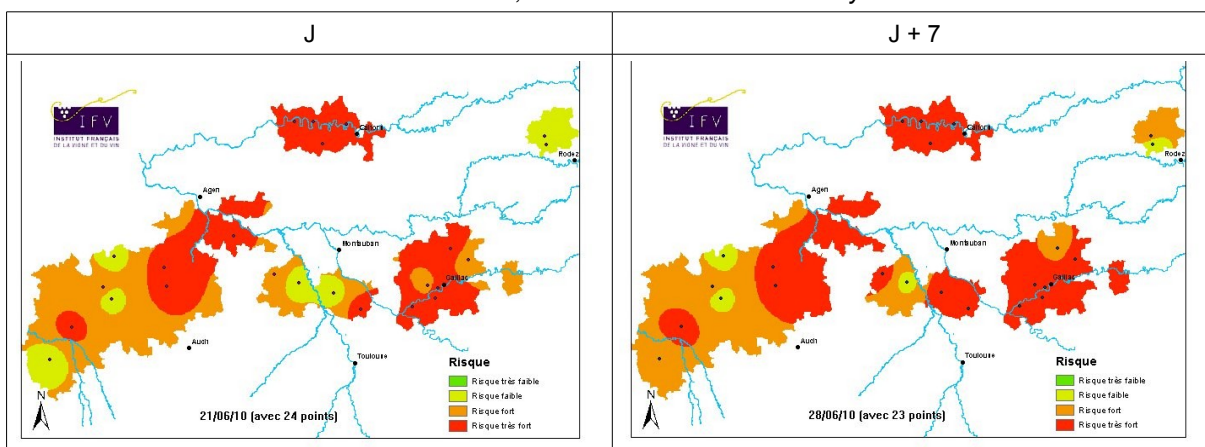 J
J + 7
IFV
INSTITUT FRANÇAIS
DE LA VIGNE ET DU VIN
Cahors
Rodez
Agen
Montauban
Gaillac
Auch
Toulouse
N
21/06/10 (avec 24 points)
Risque
Risque très faible
Risque faible
Risque fort
Risque très fort
IFV
INSTITUT FRANÇAIS
DE LA VIGNE ET DU VIN
Cahors
Rodez
Agen
Montauban
Gaillac
Auch
Toulouse
N
28/06/10 (avec 23 points)
Risque
Risque très faible
Risque faible
Risque fort
Risque très fort